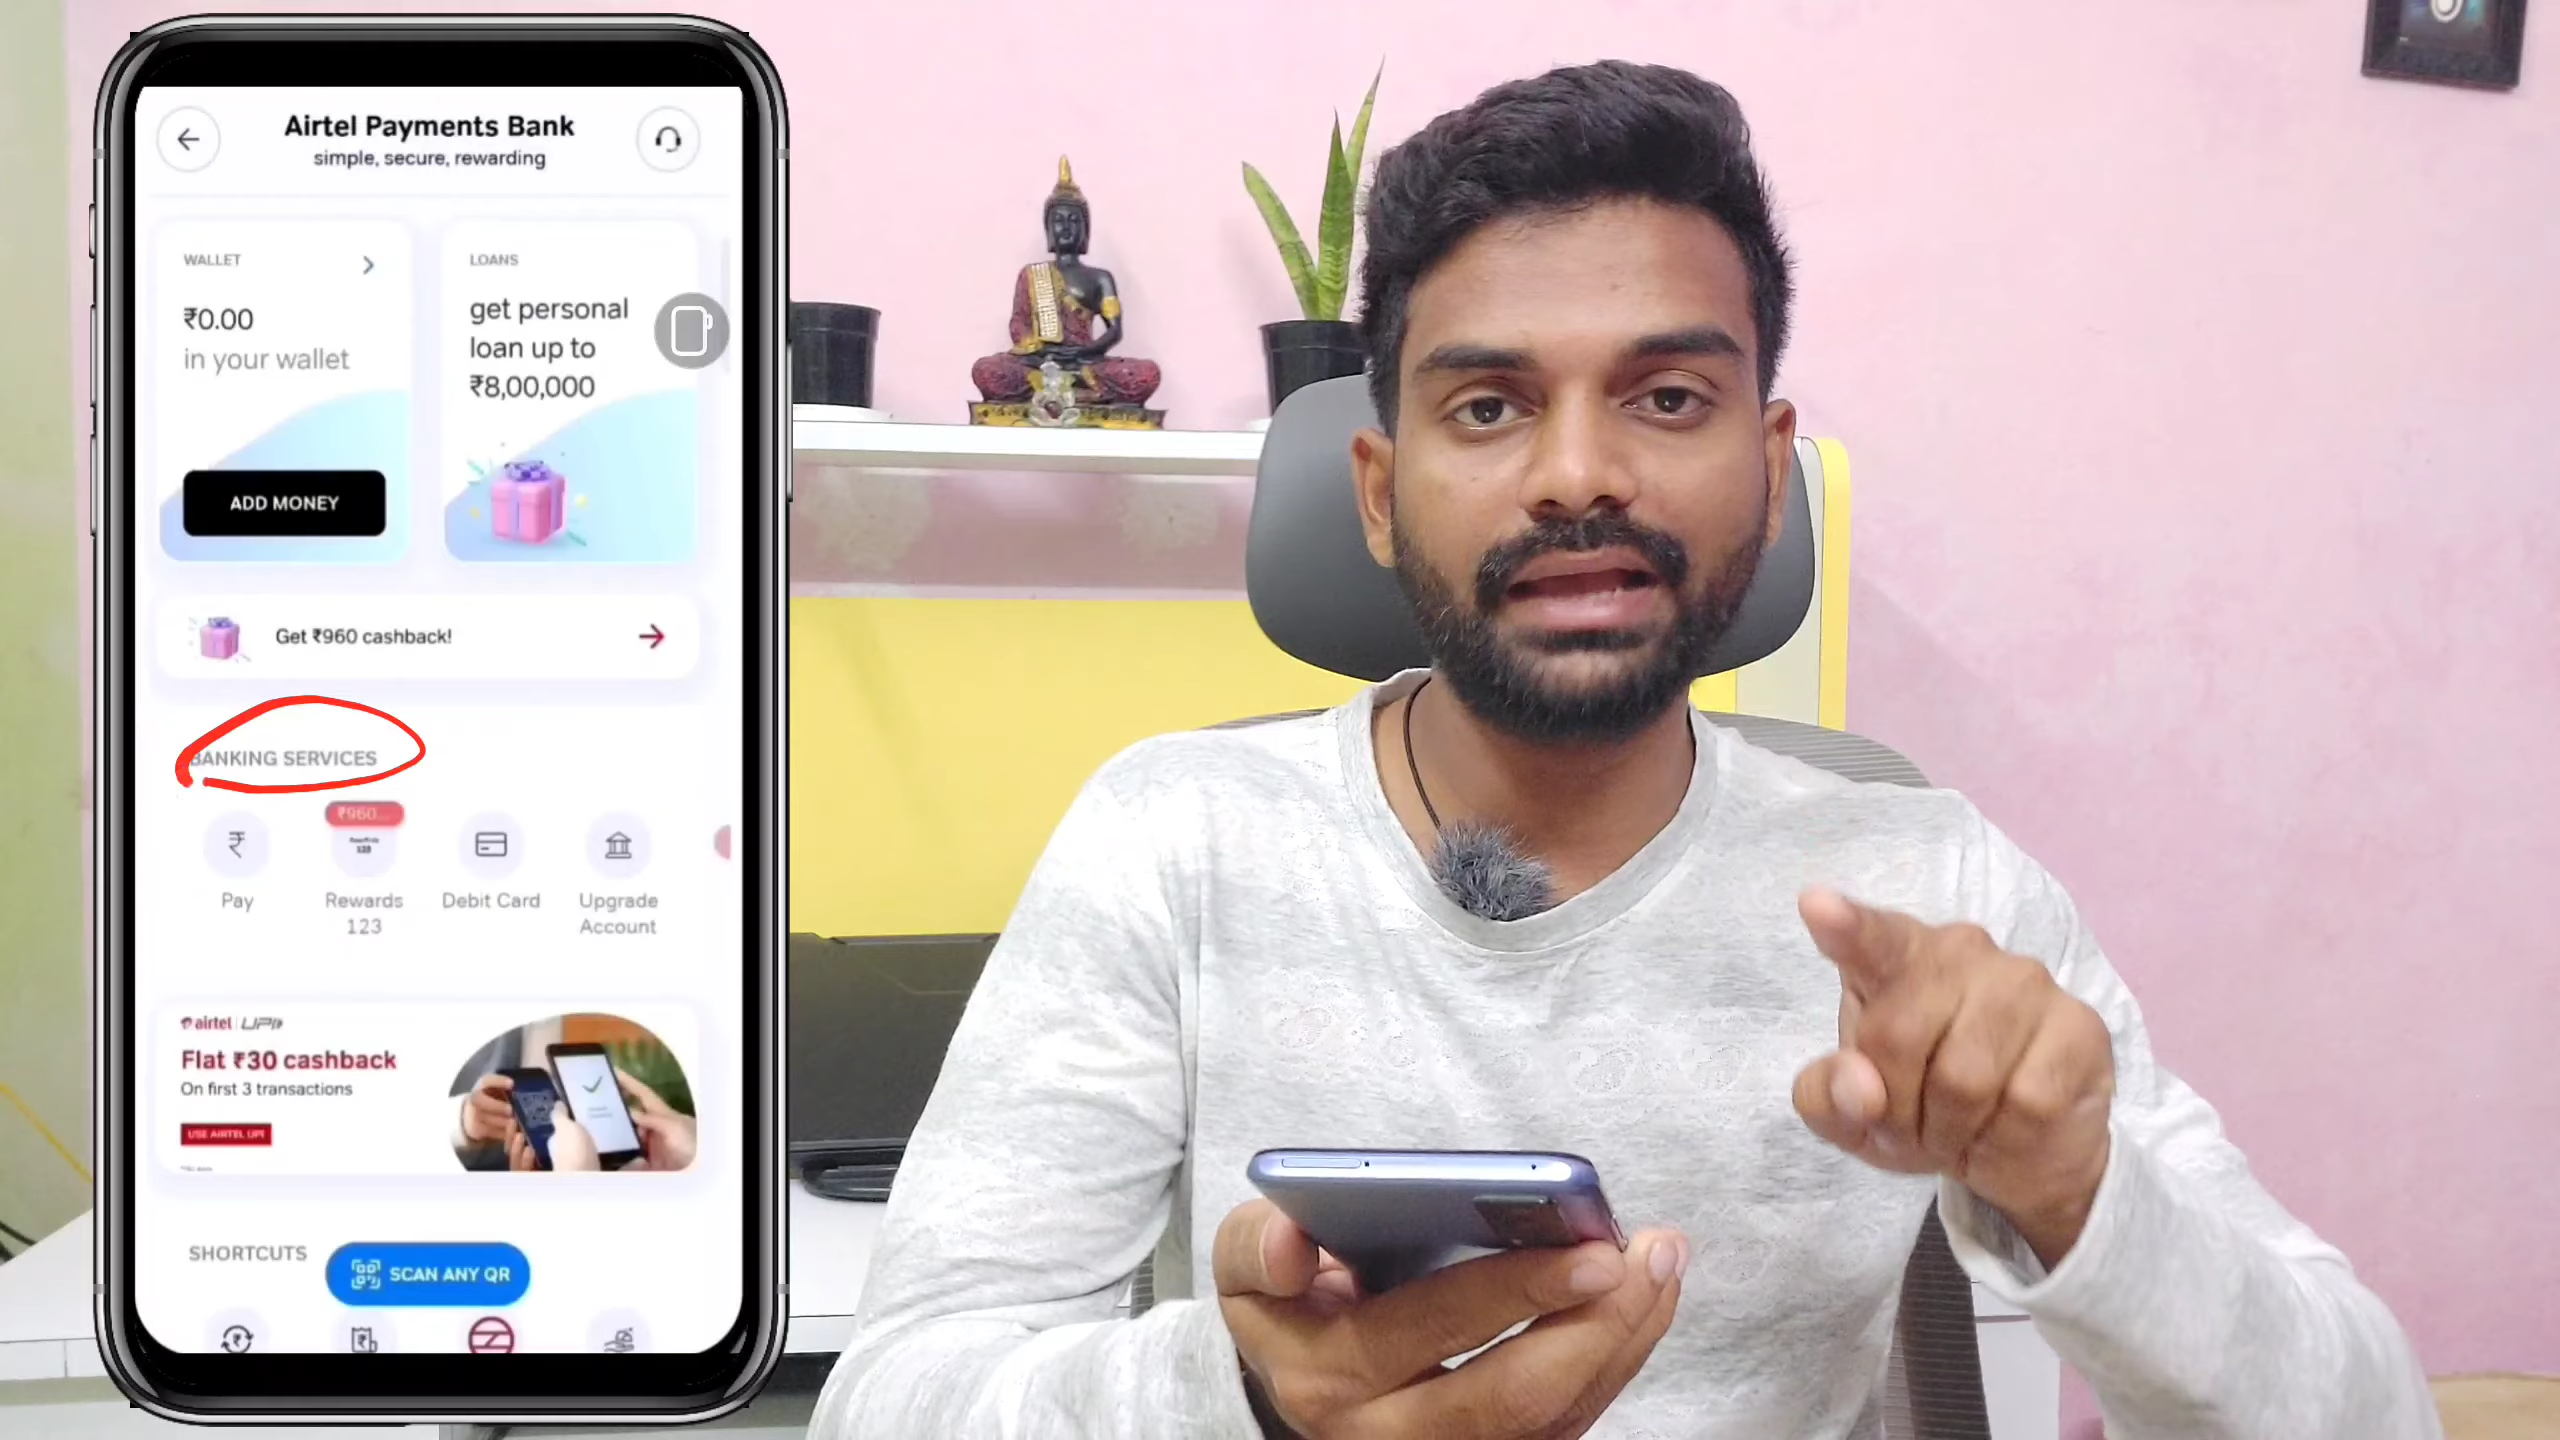 Airtel Payments Bank
simple, secure, rewarding
WALLET
₹0.00
in your wallet
ADD MONEY
LOANS
get personal
loan up to
₹8,00,000
Get ₹960 cashback!
BANKING SERVICES
₹960...
123
Pay
Rewards
123
Debit Card
Upgrade
Account
airtel UPI
Flat ₹30 cashback
On first 3 transactions
USE AIRTEL UPI
SHORTCUTS
SCAN ANY QR